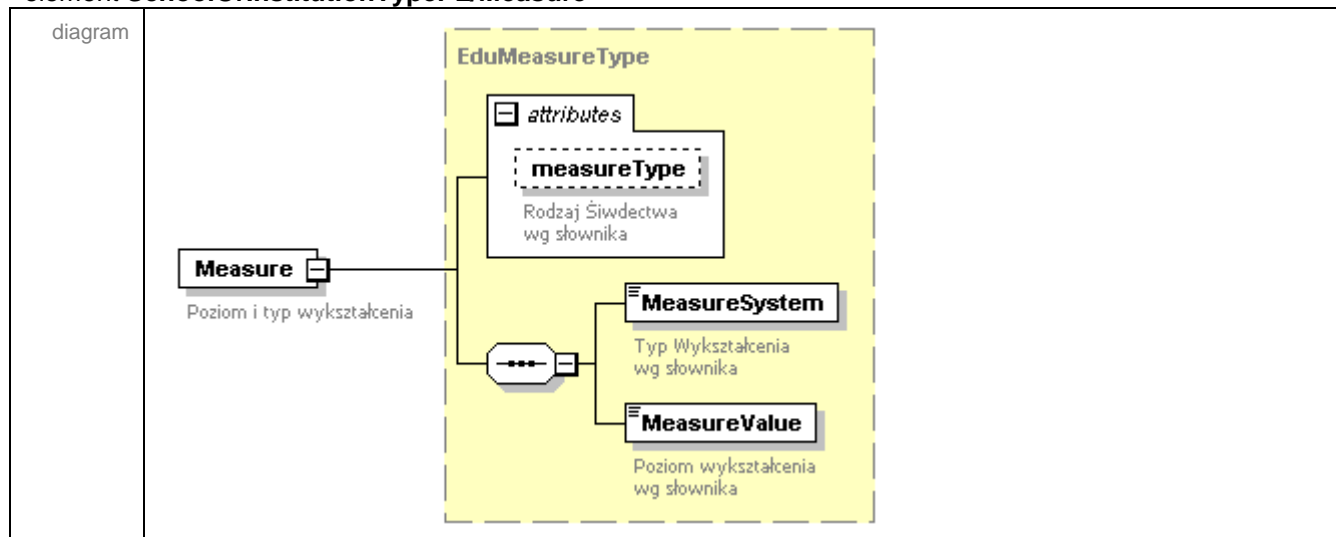 diagram
EduMeasureType
attributes
measureType
Rodzaj Śiwdectwa
wg słownika
Measure
Poziom i typ wykształcenia
MeasureSystem
Typ Wykształcenia
wg słownika
MeasureValue
Poziom wykształcenia
wg słownika